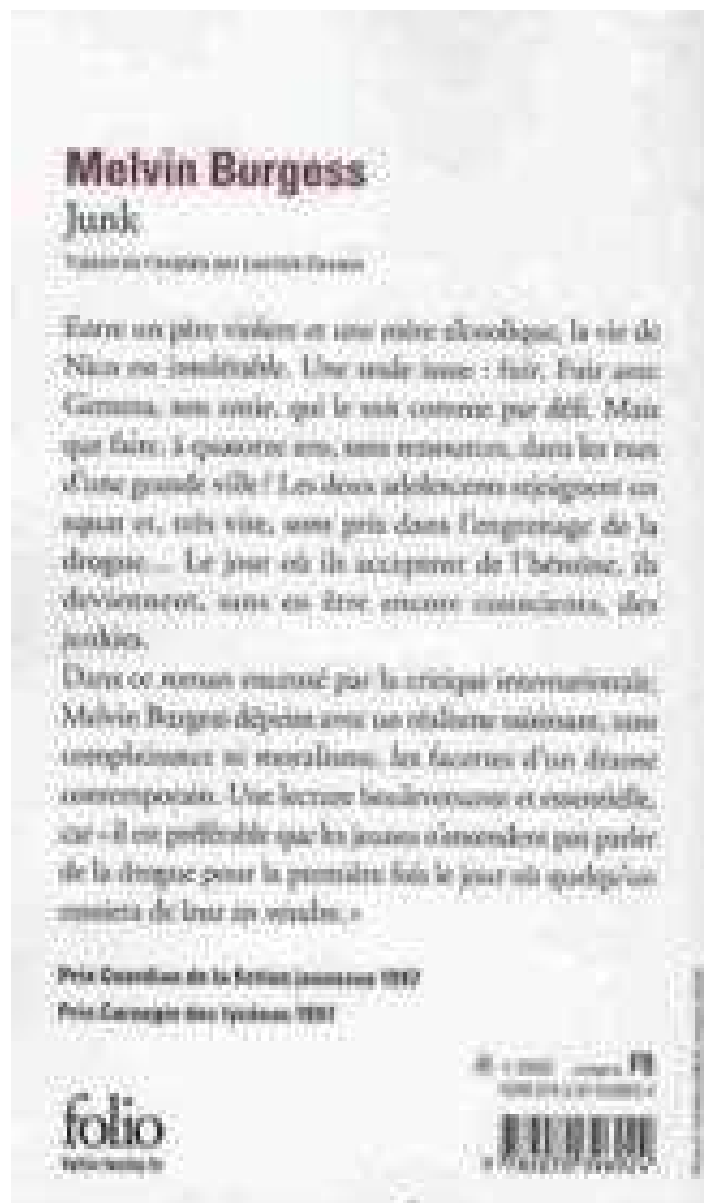 Melvin Burgess
Junk
Entre un père violent et une mère alcoolique, la vie de
Nico est insoutenable. Une seule issue : fuir. Fuir avec
Gemma, son amie, qui le suit comme par défi. Mais
que faire, à quatorze ans, sans ressources, dans les rues
d'une grande ville ? Les deux adolescents rejoignent un
squat et, très vite, sont pris dans l'engrenage de la
drogue... Le jour où ils acceptent de l'héroïne, ils
deviennent, sans en être encore conscients, des
junkies.
Dans ce roman encensé par la critique internationale,
Melvin Burgess dépeint avec un réalisme saisissant, sans
complaisance ni moralisme, les facettes d'un drame
contemporain. Une lecture bouleversante et essentielle,
car « il est préférable que les jeunes n'entendent pas parler
de la drogue pour la première fois le jour où quelqu'un
essaiera de leur en vendre. »
Prix Guardian de la fiction jeunesse 1997
Prix Carnegie des lycéens 1997
folio